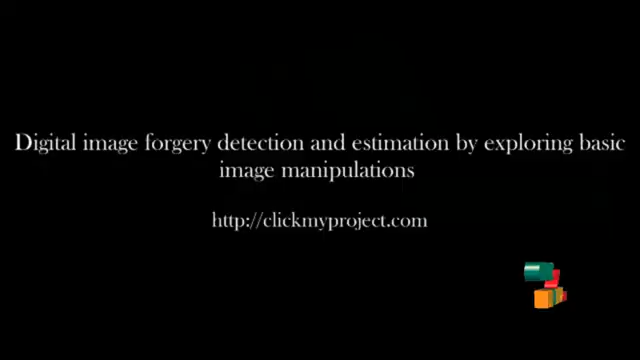 Digital image forgery detection and estimation by exploring basic
image manipulations
http://clickmyproject.com